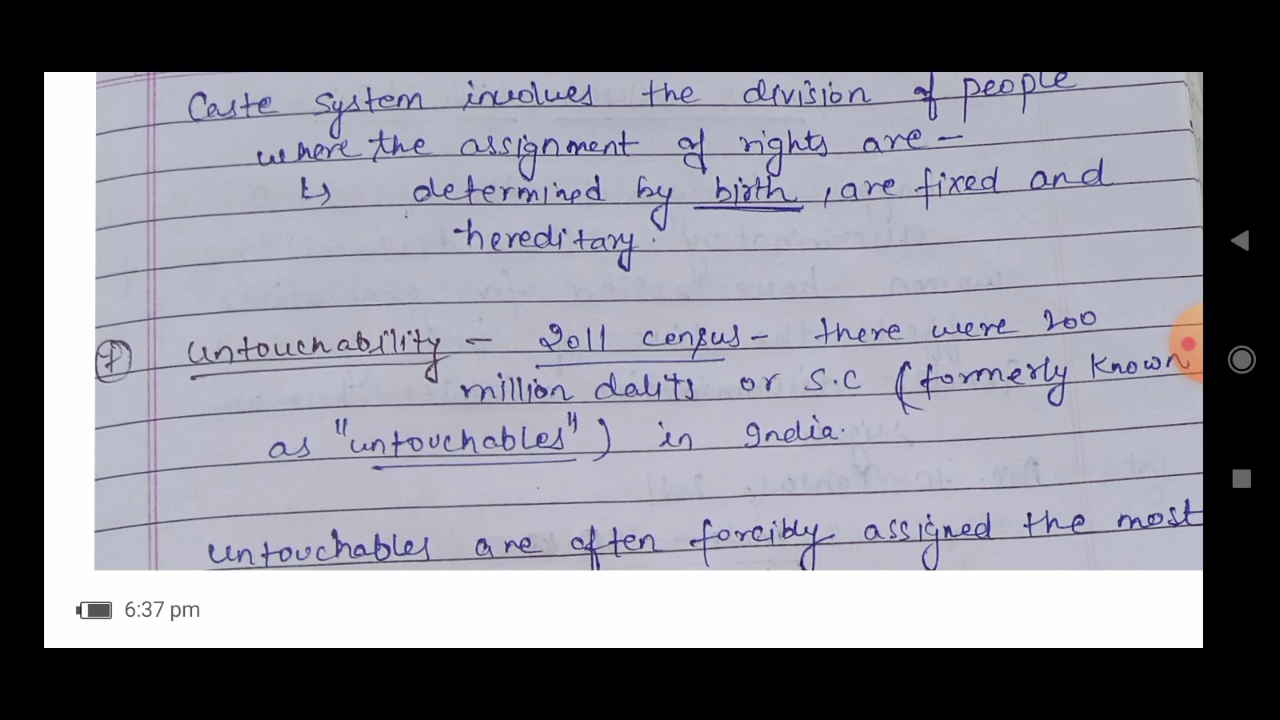 Caste system involves the division of people
where the assignment of rights are –
↳ determined by birth, are fixed and
hereditary.
untouchability – 2011 census – there were 200
million dalits or S.C (formerly known
as "untouchables") in India.
untouchables are often forcibly assigned the most
6:37 pm